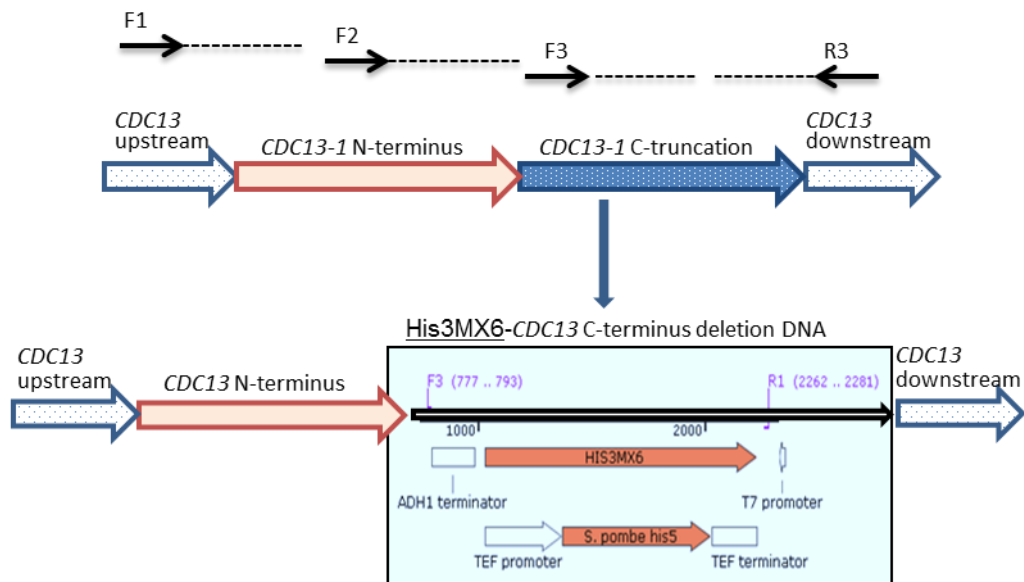 F1
F2
F3
R3
CDC13
upstream
CDC13-1 N-terminus
CDC13-1 C-truncation
CDC13
downstream
His3MX6-CDC13 C-terminus deletion DNA
CDC13
upstream
CDC13 N-terminus
CDC13
downstream
F3 (777 .. 793)
R1 (2262 .. 2281)
1000
2000
HIS3MX6
ADH1 terminator
T7 promoter
S. pombe his5
TEF promoter
TEF terminator